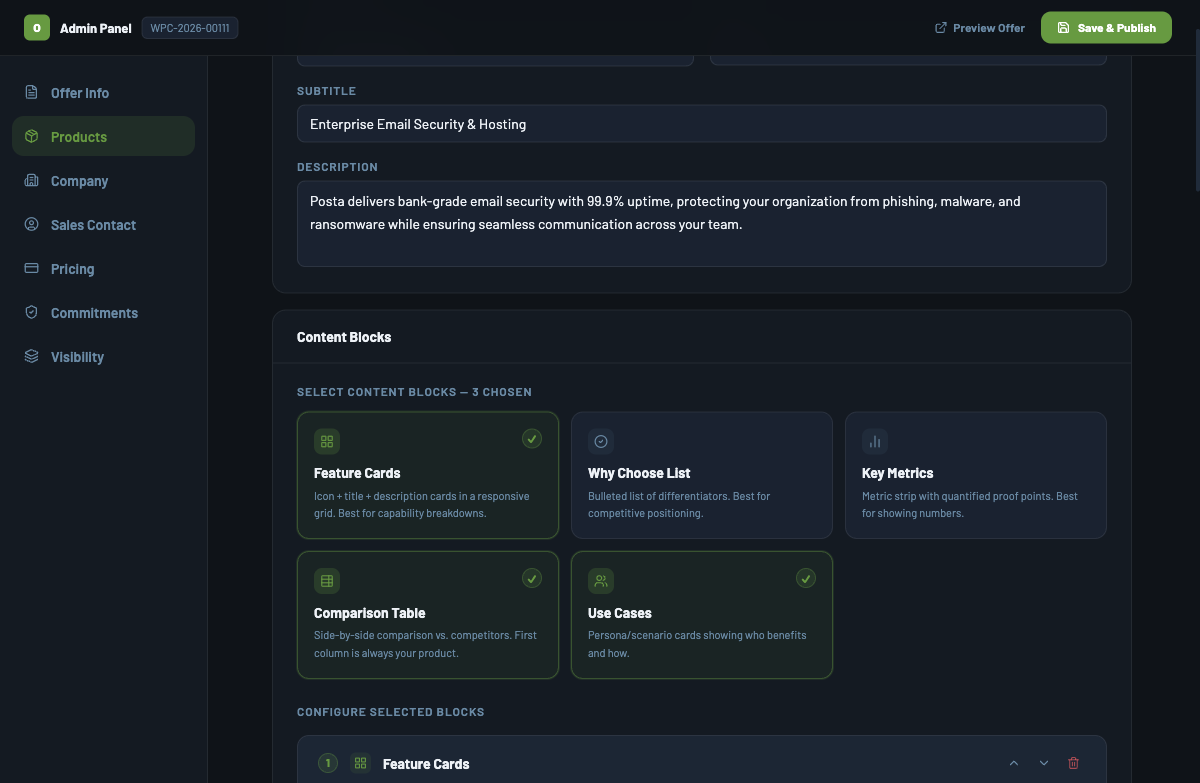 O Admin Panel WPC-2026-00111 Preview Offer Save & Publish
Offer Info
Products
Company
Sales Contact
Pricing
Commitments
Visibility
SUBTITLE
Enterprise Email Security & Hosting
DESCRIPTION
Posta delivers bank-grade email security with 99.9% uptime, protecting your organization from phishing, malware, and
ransomware while ensuring seamless communication across your team.
Content Blocks
SELECT CONTENT BLOCKS — 3 CHOSEN
Feature Cards
Icon + title + description cards in a responsive
grid. Best for capability breakdowns.
Why Choose List
Bulleted list of differentiators. Best for
competitive positioning.
Key Metrics
Metric strip with quantified proof points. Best
for showing numbers.
Comparison Table
Side-by-side comparison vs. competitors. First
column is always your product.
Use Cases
Persona/scenario cards showing who benefits
and how.
CONFIGURE SELECTED BLOCKS
1 Feature Cards